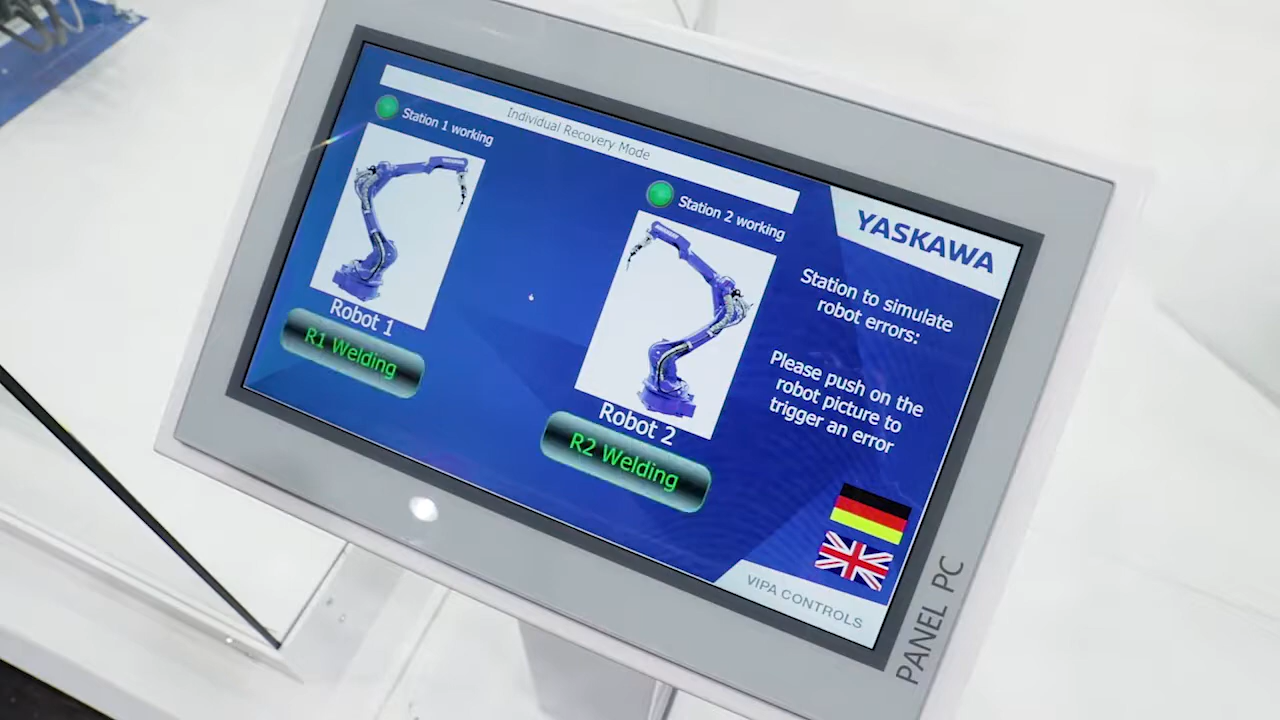 Individual Recovery Mode
Station 1 working
Station 2 working
YASKAWA
Robot 1
R1 Welding
Robot 2
R2 Welding
Station to simulate
robot errors:
Please push on the
robot picture to
trigger an error
VIPA CONTROLS
PANEL PC